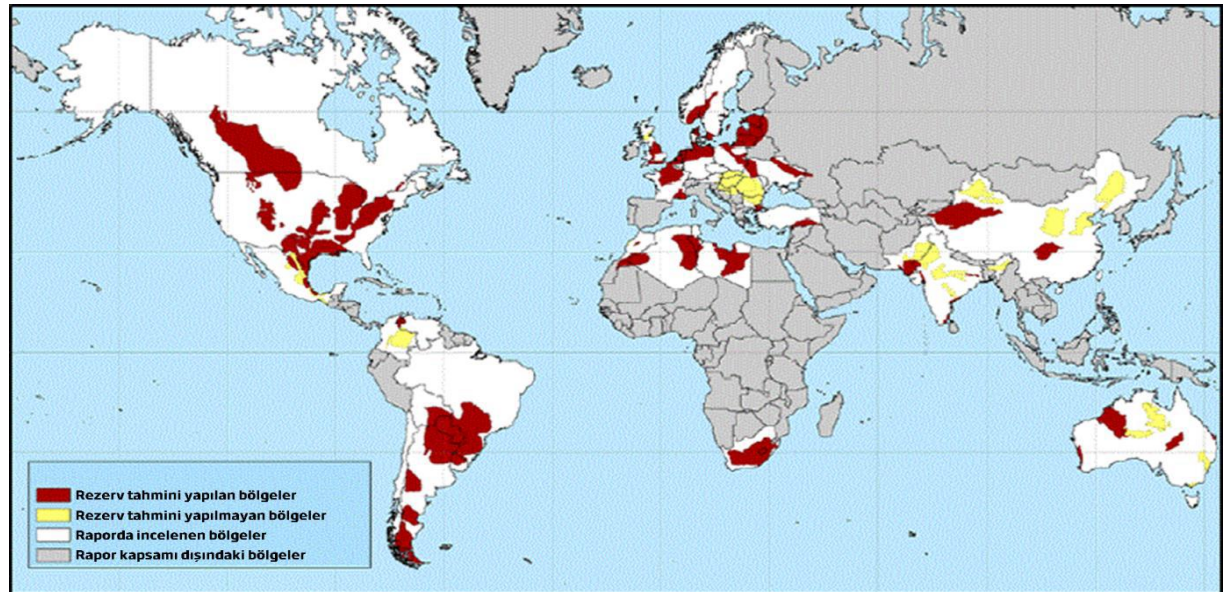 Rezerv tahmini yapılan bölgeler
Rezerv tahmini yapılmayan bölgeler
Raporda incelenen bölgeler
Rapor kapsamı dışındaki bölgeler